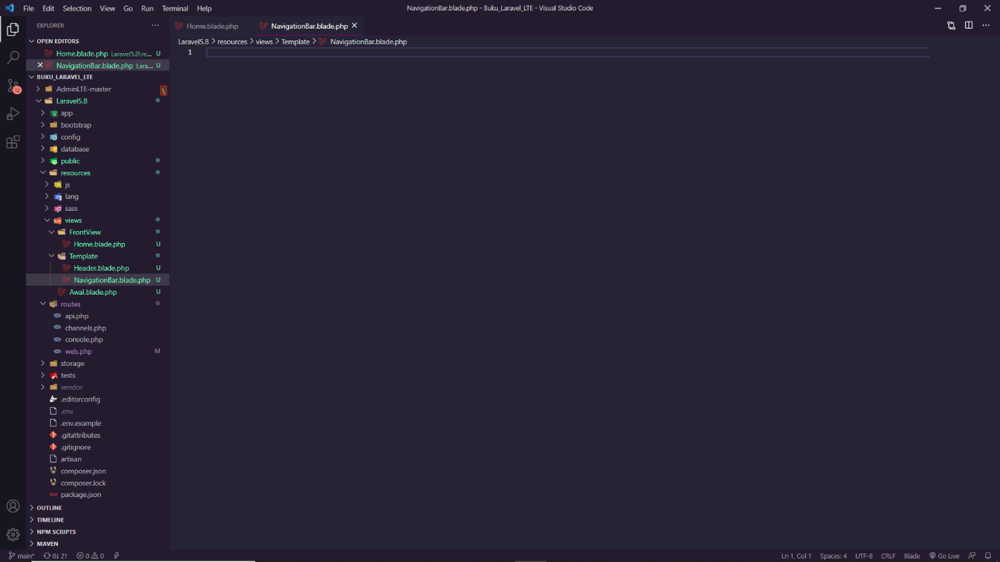 File Edit Selection View Go Run Terminal Help NavigationBar.blade.php - Buku_Laravel_LTE - Visual Studio Code
EXPLORER ···
Home.blade.php NavigationBar.blade.php
OPEN EDITORS
Laravel5.8 > resources > views > Template > NavigationBar.blade.php
Home.blade.php Laravel5.8\re... U
1
NavigationBar.blade.php Lara... U
BUKU_LARAVEL_LTE
AdminLTE-master \
Laravel5.8
app
bootstrap
config
database
public
resources
js
lang
sass
views
FrontView
Home.blade.php U
Template
Header.blade.php U
NavigationBar.blade.php U
Awal.blade.php U
routes
api.php
channels.php
console.php
web.php M
storage
tests
vendor
.editorconfig
.env
.env.example
.gitattributes
.gitignore
artisan
composer.json
composer.lock
package.json
OUTLINE
TIMELINE
NPM SCRIPTS
MAVEN
12
main* 0↓ 2↑ 0 0 Ln 1, Col 1 Spaces: 4 UTF-8 CRLF Blade Go Live